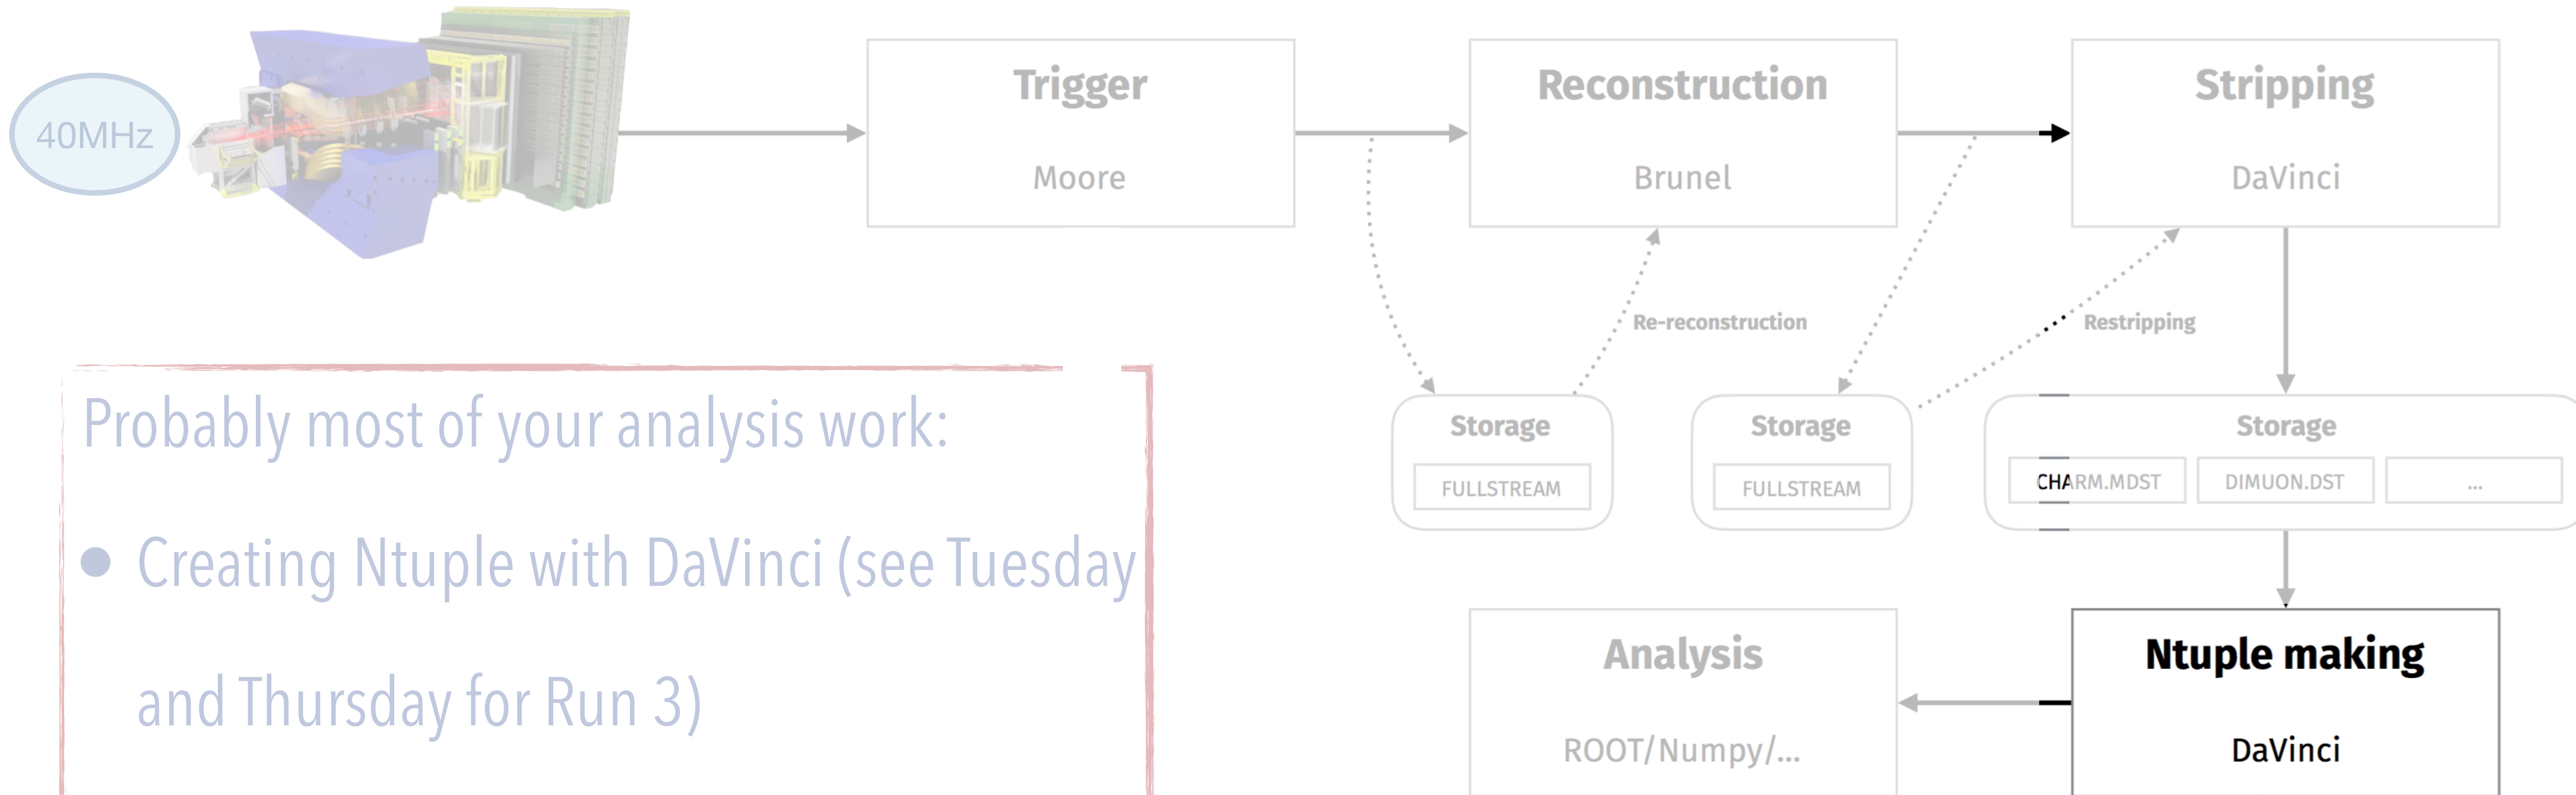 40MHz
Trigger
Moore
Reconstruction
Brunel
Stripping
DaVinci
Re-reconstruction
Restripping
Storage
FULLSTREAM
Storage
FULLSTREAM
Storage
CHARM.MDST
DIMUON.DST
...
Probably most of your analysis work:
• Creating Ntuple with DaVinci (see Tuesday
and Thursday for Run 3)
Analysis
ROOT/Numpy/...
Ntuple making
DaVinci